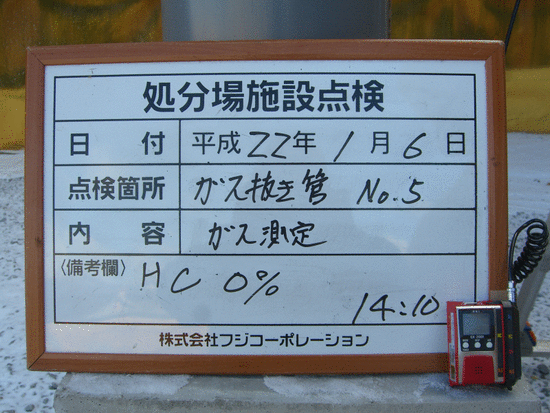 処分場施設点検
日付 平成22年1月6日
点検箇所 ガス抜き管 No.5
内容 ガス測定
〈備考欄〉 HC 0%
14:10
株式会社フジコーポレーション